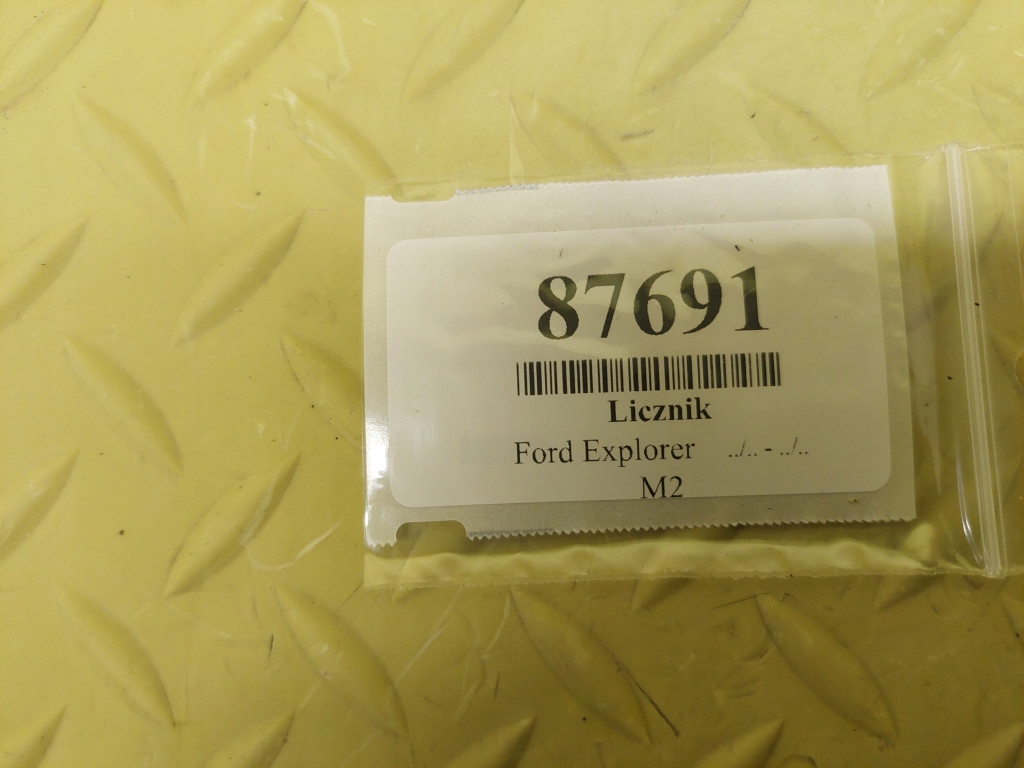 87691
Licznik
Ford Explorer ../.. - ../..
M2